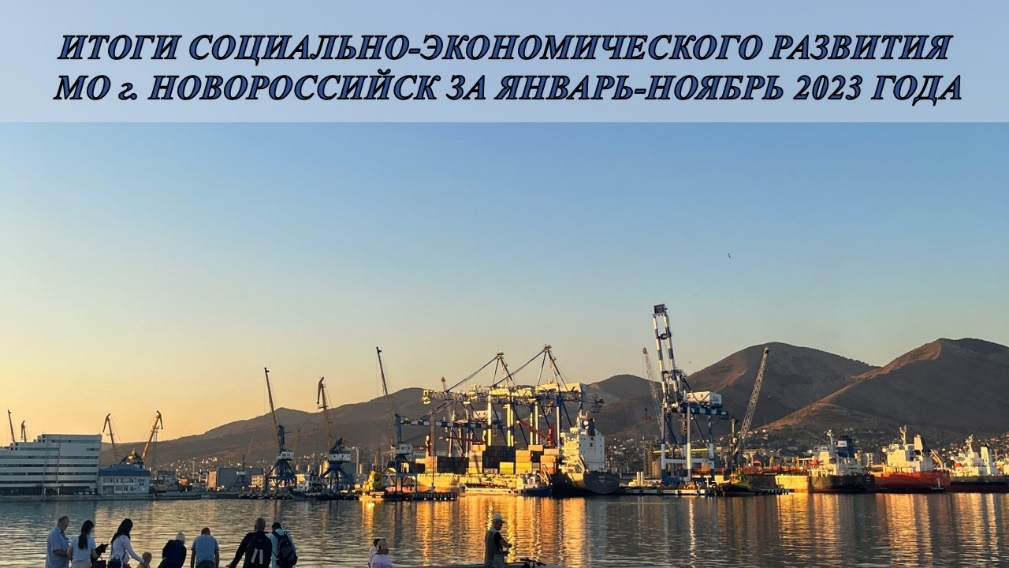 ИТОГИ СОЦИАЛЬНО-ЭКОНОМИЧЕСКОГО РАЗВИТИЯ
МО г. НОВОРОССИЙСК ЗА ЯНВАРЬ-НОЯБРЬ 2023 ГОДА